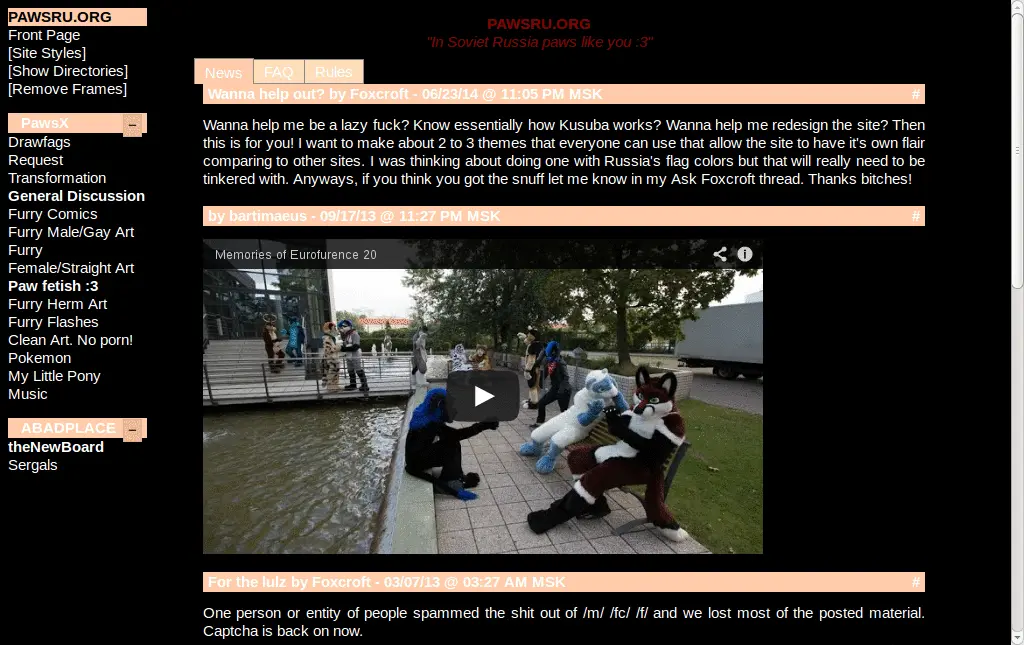 PAWSRU.ORG
Front Page
[Site Styles]
[Show Directories]
[Remove Frames]
PawsX
–
Drawfags
Request
Transformation
General Discussion
Furry Comics
Furry Male/Gay Art
Furry
Female/Straight Art
Paw fetish :3
Furry Herm Art
Furry Flashes
Clean Art. No porn!
Pokemon
My Little Pony
Music
ABADPLACE
–
theNewBoard
Sergals
PAWSRU.ORG
"In Soviet Russia paws like you :3"
News FAQ Rules
Wanna help out? by Foxcroft - 06/23/14 @ 11:05 PM MSK #
Wanna help me be a lazy fuck? Know essentially how Kusuba works? Wanna help me redesign the site? Then
this is for you! I want to make about 2 to 3 themes that everyone can use that allow the site to have it's own flair
comparing to other sites. I was thinking about doing one with Russia's flag colors but that will really need to be
tinkered with. Anyways, if you think you got the snuff let me know in my Ask Foxcroft thread. Thanks bitches!
by bartimaeus - 09/17/13 @ 11:27 PM MSK #
Memories of Eurofurence 20
For the lulz by Foxcroft - 03/07/13 @ 03:27 AM MSK #
One person or entity of people spammed the shit out of /m/ /fc/ /f/ and we lost most of the posted material.
Captcha is back on now.